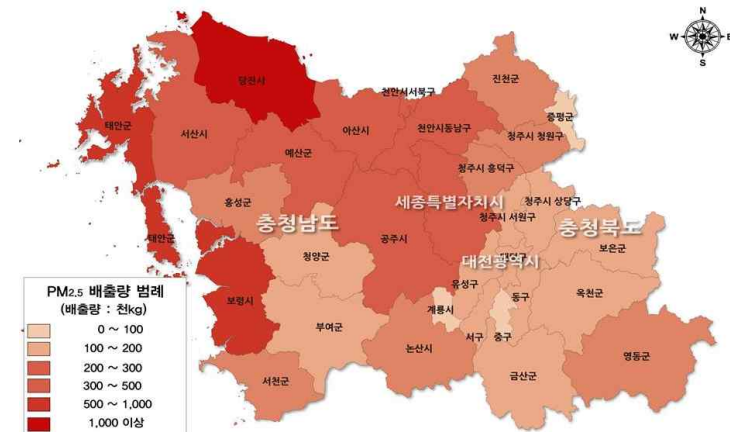 N
W E
S
당진시
천안시서북구
진천군
증평군
태안군
서산시
아산시
천안시동남구
청주시 청원구
예산군
청주시 흥덕구
홍성군
세종특별자치시
청주시 상당구
충청남도
청주시 서원구
충청북도
태안군
공주시
보은군
청양군
대전광역시
유성구
옥천군
보령시
계룡시
동구
부여군
서구
중구
논산시
영동군
서천군
금산군
PM2.5 배출량 범례
(배출량 : 천kg)
0 ~ 100
100 ~ 200
200 ~ 300
300 ~ 500
500 ~ 1,000
1,000 이상